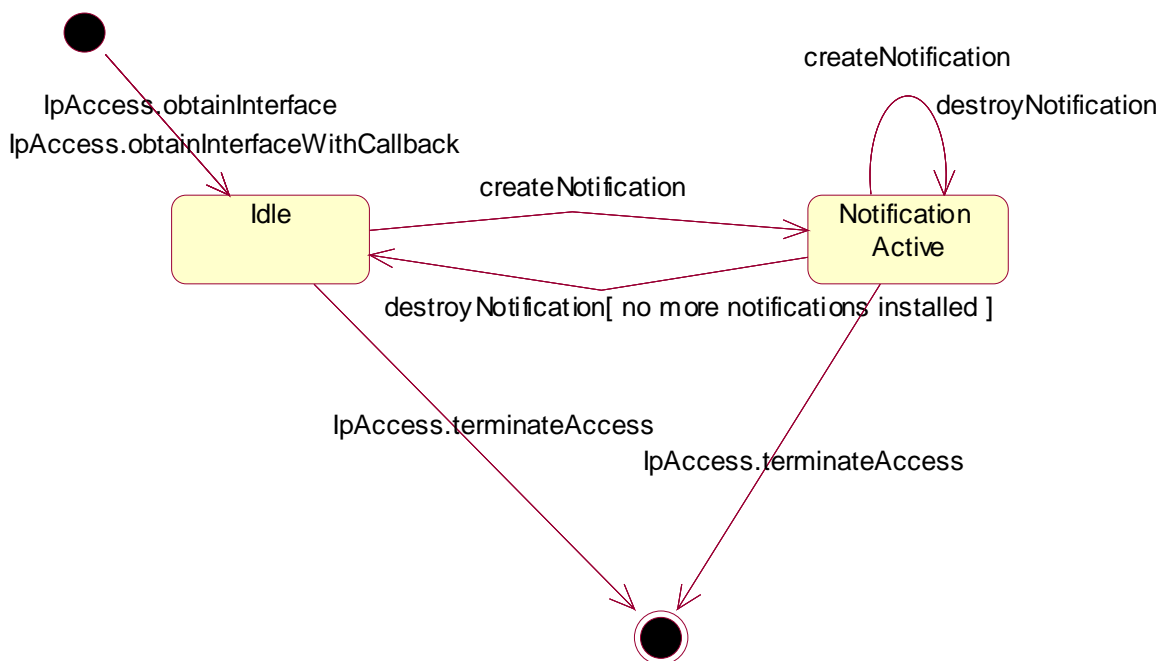 createNotification
IpAccess.obtainInterface
destroyNotification
IpAccess.obtainInterfaceWithCallback
createNotification
Idle
Notification
Active
destroyNotification[ no more notifications installed ]
IpAccess.terminateAccess
IpAccess.terminateAccess